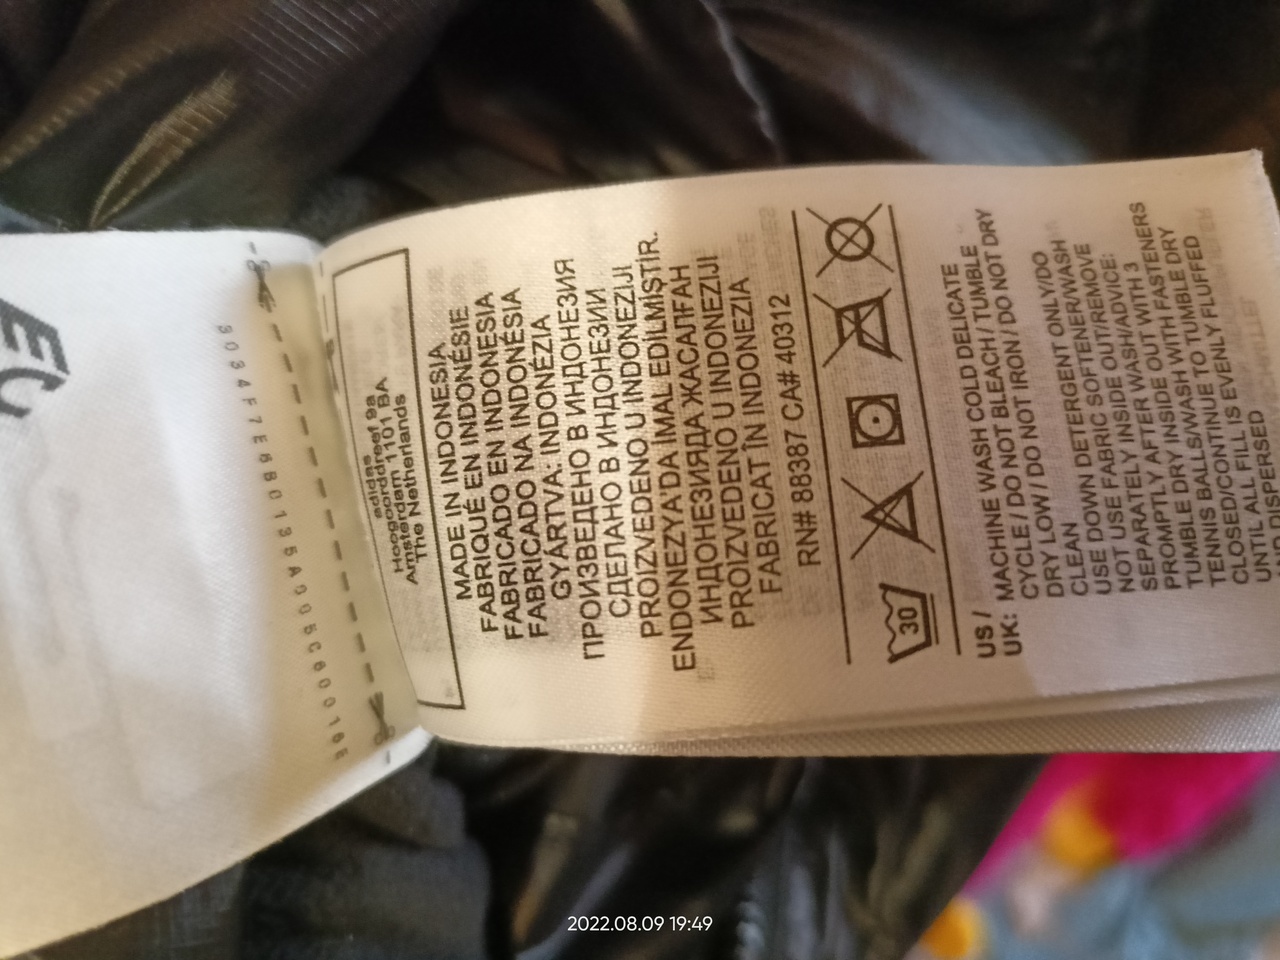 EU
3034F7E6B0135A005C60016E
adidas
Hoogoorddreef 9a
Amsterdam 1101 BA
The Netherlands
MADE IN INDONESIA
FABRIQUÉ EN INDONÉSIE
FABRICADO EN INDONESIA
FABRICADO NA INDONÉSIA
GYÁRTVA: INDONÉZIA
ПРОИЗВЕДЕНО В ИНДОНЕЗИЯ
СДЕЛАНО В ИНДОНЕЗИИ
PROIZVEDENO U INDONEZIJI
ENDONEZYA'DA İMAL EDİLMİŞTİR.
ИНДОНЕЗИЯДА ЖАСАЛҒАН
PROIZVEDENO U INDONEZIJI
FABRICAT ÎN INDONEZIA
RN# 88387 CA# 40312
30
US / MACHINE WASH COLD DELICATE
UK: CYCLE / DO NOT BLEACH / TUMBLE
DRY LOW / DO NOT IRON / DO NOT DRY
CLEAN
USE DOWN DETERGENT ONLY/DO
NOT USE FABRIC SOFTENER/WASH
SEPARATELY INSIDE OUT/REMOVE
PROMPTLY AFTER WASH/ADVICE:
TUMBLE DRY INSIDE OUT WITH 3
TENNIS BALLS/WASH WITH FASTENERS
CLOSED/CONTINUE TO TUMBLE DRY
UNTIL ALL FILL IS EVENLY FLUFFED
AND DISPERSED
2022.08.09 19:49